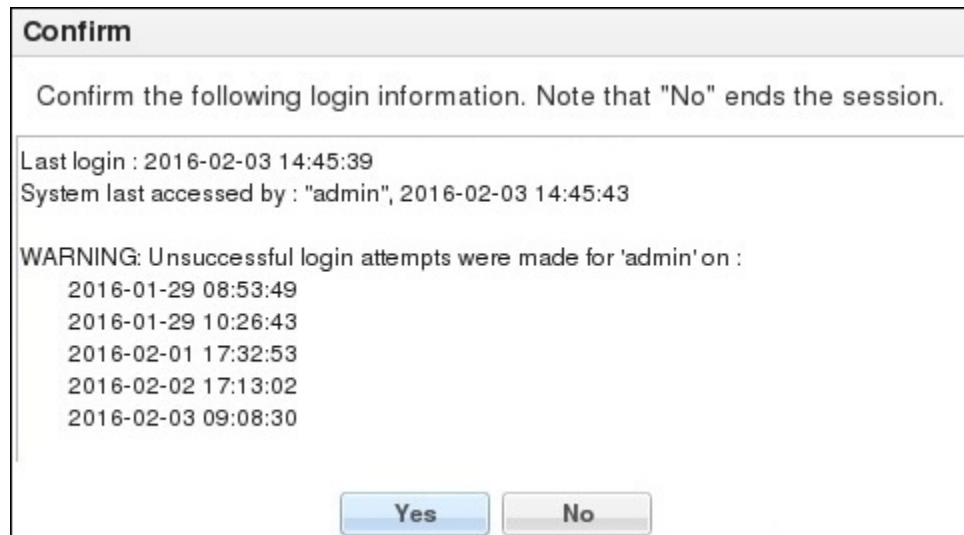 Confirm
Confirm the following login information. Note that "No" ends the session.
Last login : 2016-02-03 14:45:39
System last accessed by : "admin", 2016-02-03 14:45:43
WARNING: Unsuccessful login attempts were made for 'admin' on :
2016-01-29 08:53:49
2016-01-29 10:26:43
2016-02-01 17:32:53
2016-02-02 17:13:02
2016-02-03 09:08:30
Yes No